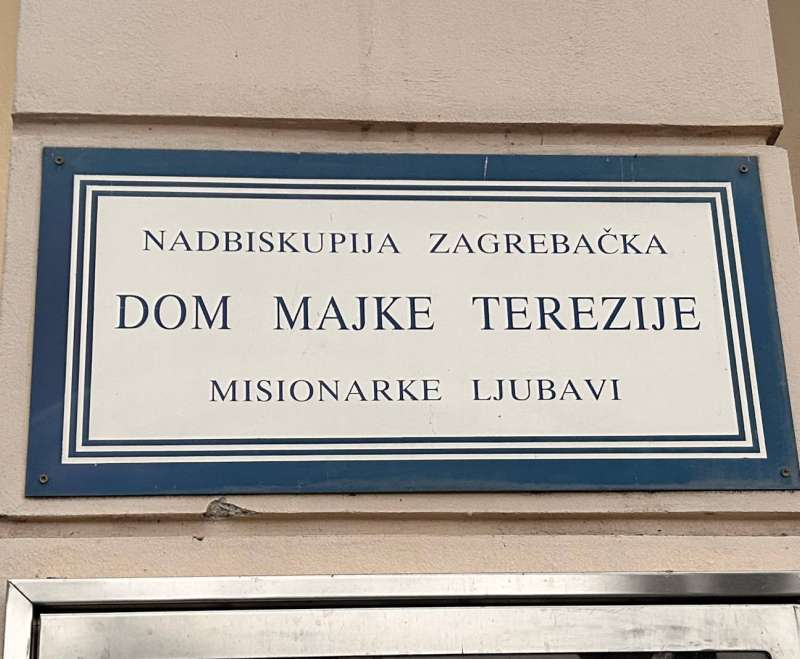 NADBISKUPIJA ZAGREBAČKA
DOM MAJKE TEREZIJE
MISIONARKE LJUBAVI